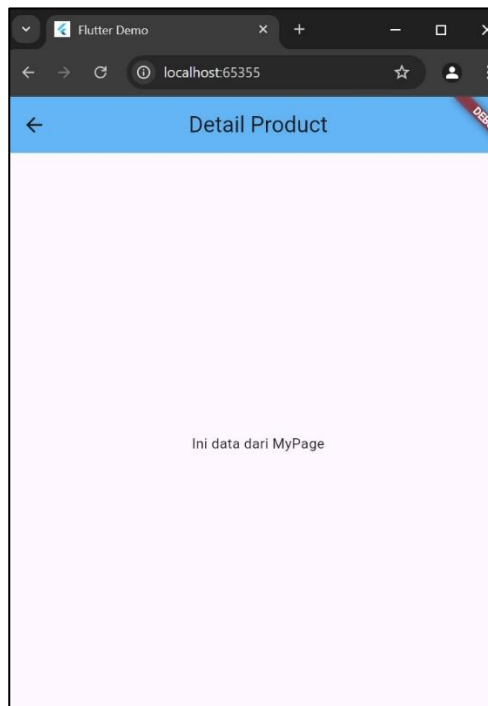 Flutter Demo
localhost:65355
Detail Product
Ini data dari MyPage